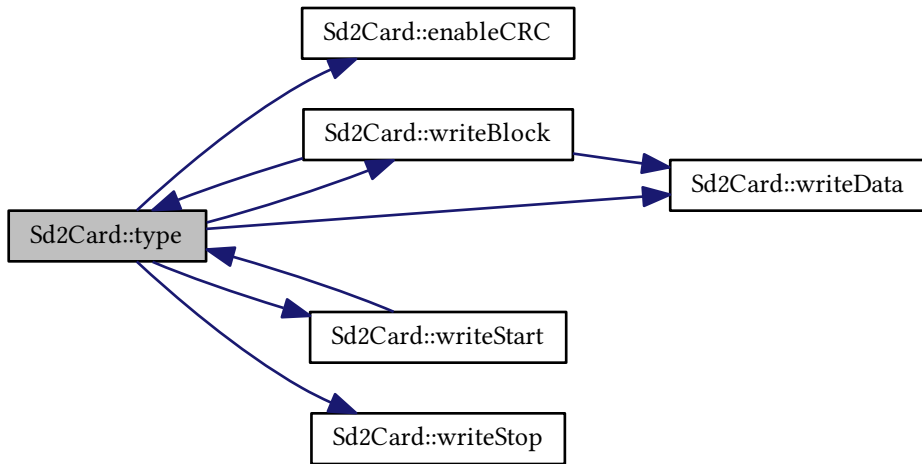 Sd2Card::enableCRC
Sd2Card::writeBlock
Sd2Card::writeData
Sd2Card::type
Sd2Card::writeStart
Sd2Card::writeStop